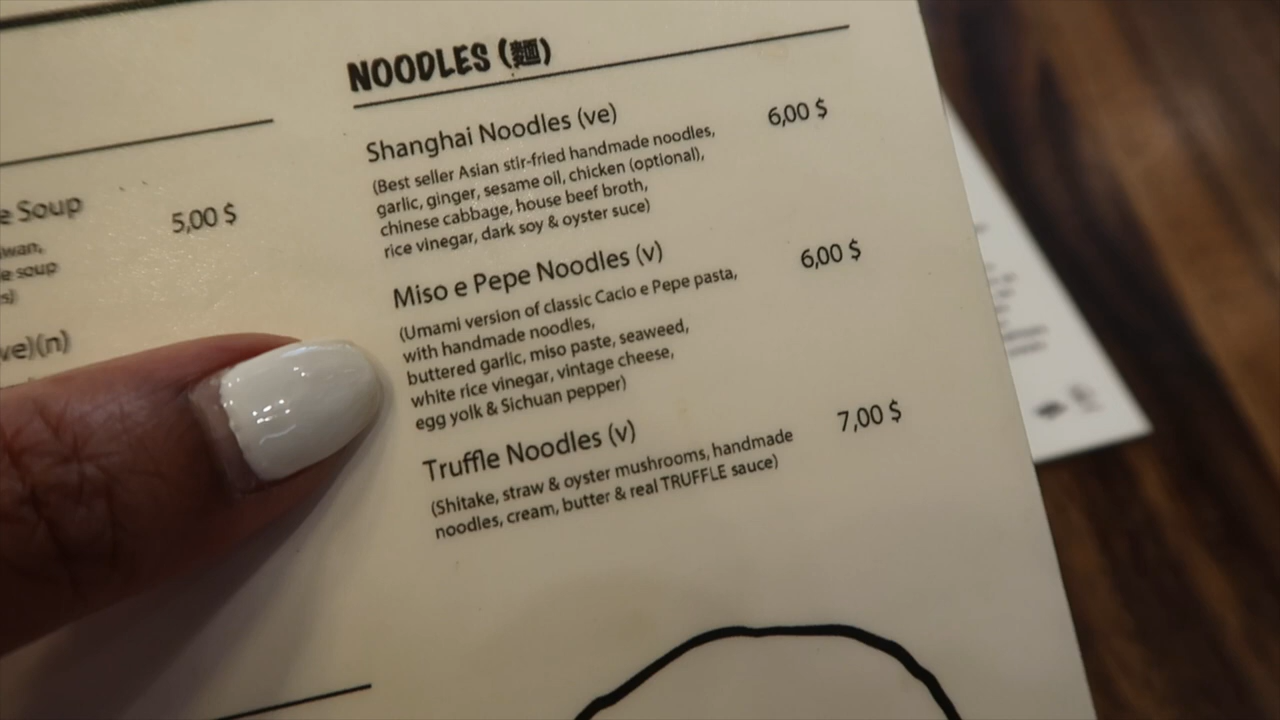 e Soup
5,00 $
iwan,
e soup
s)
ve)(n)
NOODLES (麵)
Shanghai Noodles (ve)
6,00 $
(Best seller Asian stir-fried handmade noodles,
garlic, ginger, sesame oil, chicken (optional),
chinese cabbage, house beef broth,
rice vinegar, dark soy & oyster suce)
Miso e Pepe Noodles (v)
6,00 $
(Umami version of classic Cacio e Pepe pasta,
with handmade noodles,
buttered garlic, miso paste, seaweed,
white rice vinegar, vintage cheese,
egg yolk & Sichuan pepper)
Truffle Noodles (v)
7,00 $
(Shitake, straw & oyster mushrooms, handmade
noodles, cream, butter & real TRUFFLE sauce)